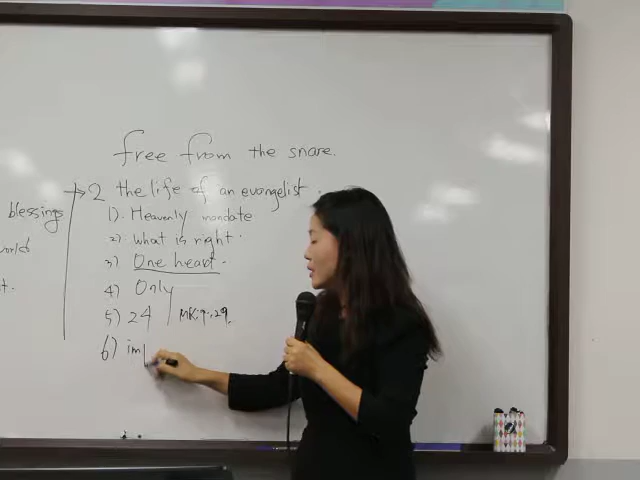 free from the snare.
→ 2 the life of an evangelist.
blessings
1). Heavenly mandate
2). What is right.
world
3) One heart.
4) Only
5) 24 MK:9:29.
6) im